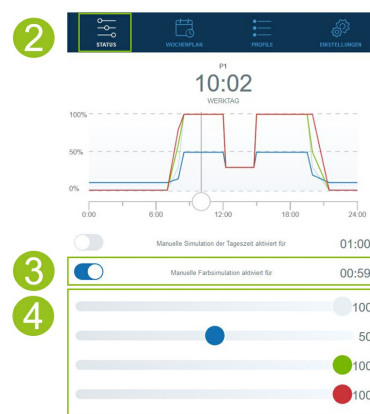 2
STATUS WOCHENPLAN PROFILE EINSTELLUNGEN
P1
10:02
WERKTAG
100%
50%
0%
0:00 6:00 12:00 18:00 24:00
Manuelle Simulation der Tageszeit aktiviert für 01:00
3
Manuelle Farbsimulation aktiviert für 00:59
4
100
50
100
100